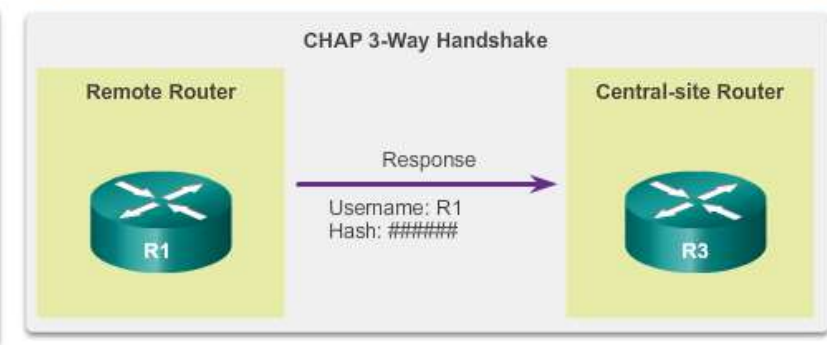 CHAP 3-Way Handshake
Remote Router
Central-site Router
Response
Username: R1
Hash: ######
R1
R3